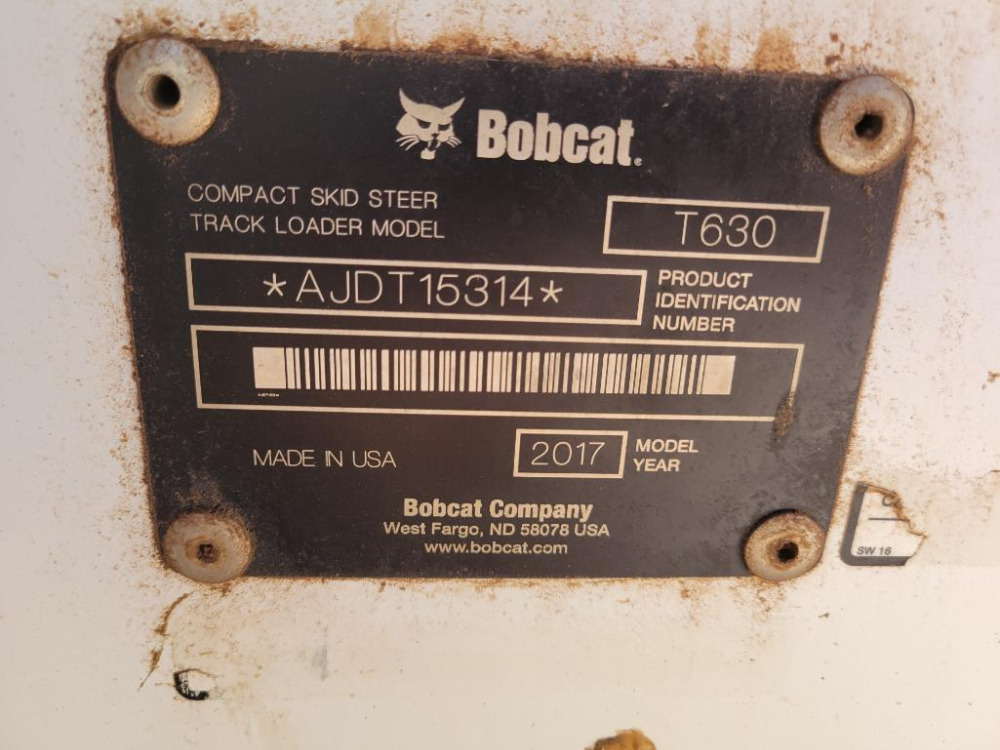 Bobcat
COMPACT SKID STEER
TRACK LOADER MODEL
T630
*AJDT15314*
PRODUCT
IDENTIFICATION
NUMBER
MADE IN USA
2017
MODEL
YEAR
Bobcat Company
West Fargo, ND 58078 USA
www.bobcat.com
SW 16